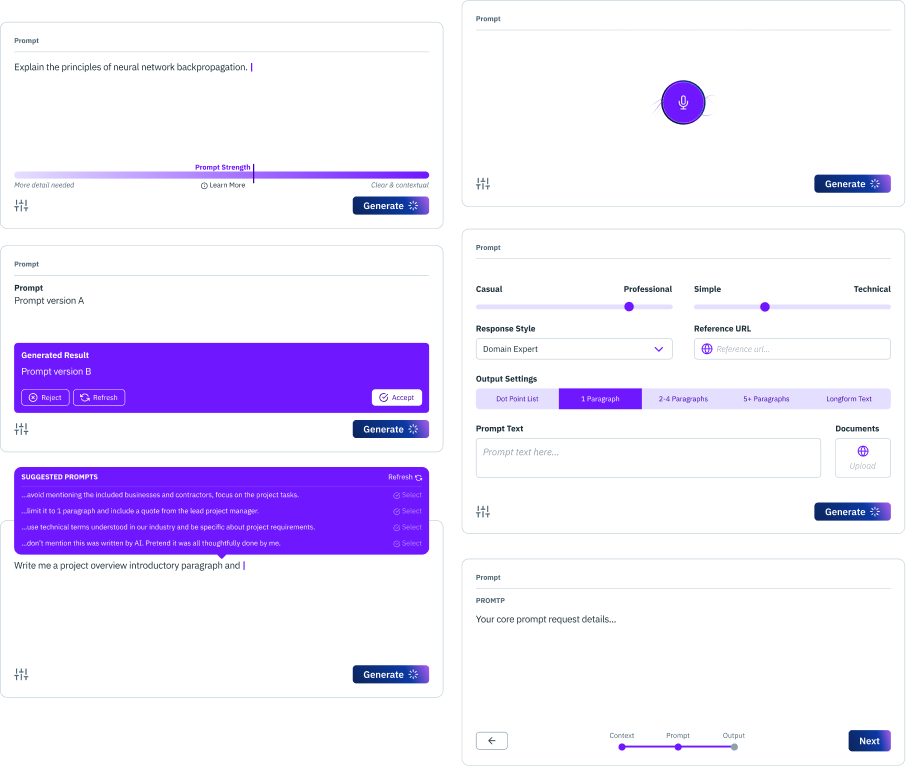 Prompt
Explain the principles of neural network backpropagation.
Prompt Strength
More detail needed
Learn More
Clear & contextual
Generate
Prompt
Prompt
Prompt version A
Generated Result
Prompt version B
Reject
Refresh
Accept
Generate
SUGGESTED PROMPTS
Refresh
...avoid mentioning the included businesses and contractors, focus on the project tasks.
Select
...limit it to 1 paragraph and include a quote from the lead project manager.
Select
...use technical terms understood in our industry and be specific about project requirements.
Select
...don't mention this was written by AI. Pretend it was all thoughtfully done by me.
Select
Write me a project overview introductory paragraph and
Generate
Prompt
Generate
Prompt
Casual
Professional
Simple
Technical
Response Style
Reference URL
Domain Expert
Reference url...
Output Settings
Dot Point List
1 Paragraph
2-4 Paragraphs
5+ Paragraphs
Longform Text
Prompt Text
Documents
Prompt text here...
Upload
Generate
Prompt
PROMTP
Your core prompt request details...
Context
Prompt
Output
Next